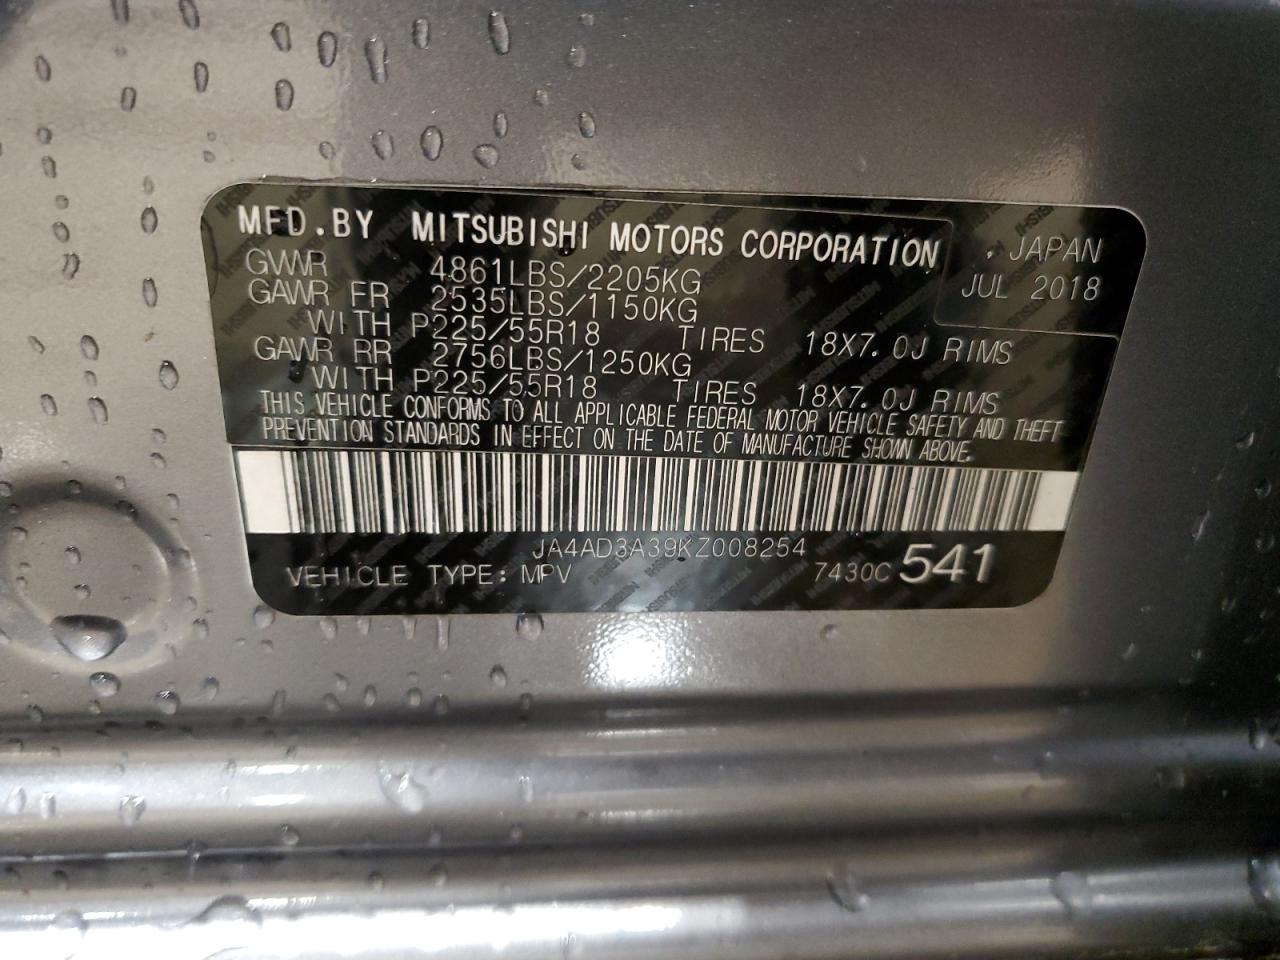 MFD.BY MITSUBISHI MOTORS CORPORATION . JAPAN
GVWR 4861LBS/2205KG JUL 2018
GAWR FR 2535LBS/1150KG
WITH P225/55R18 TIRES 18X7.0J RIMS
GAWR RR 2756LBS/1250KG
WITH P225/55R18 TIRES 18X7.0J RIMS
THIS VEHICLE CONFORMS TO ALL APPLICABLE FEDERAL MOTOR VEHICLE SAFETY AND THEFT
PREVENTION STANDARDS IN EFFECT ON THE DATE OF MANUFACTURE SHOWN ABOVE.
JA4AD3A39KZ008254
VEHICLE TYPE: MPV 7430C 541